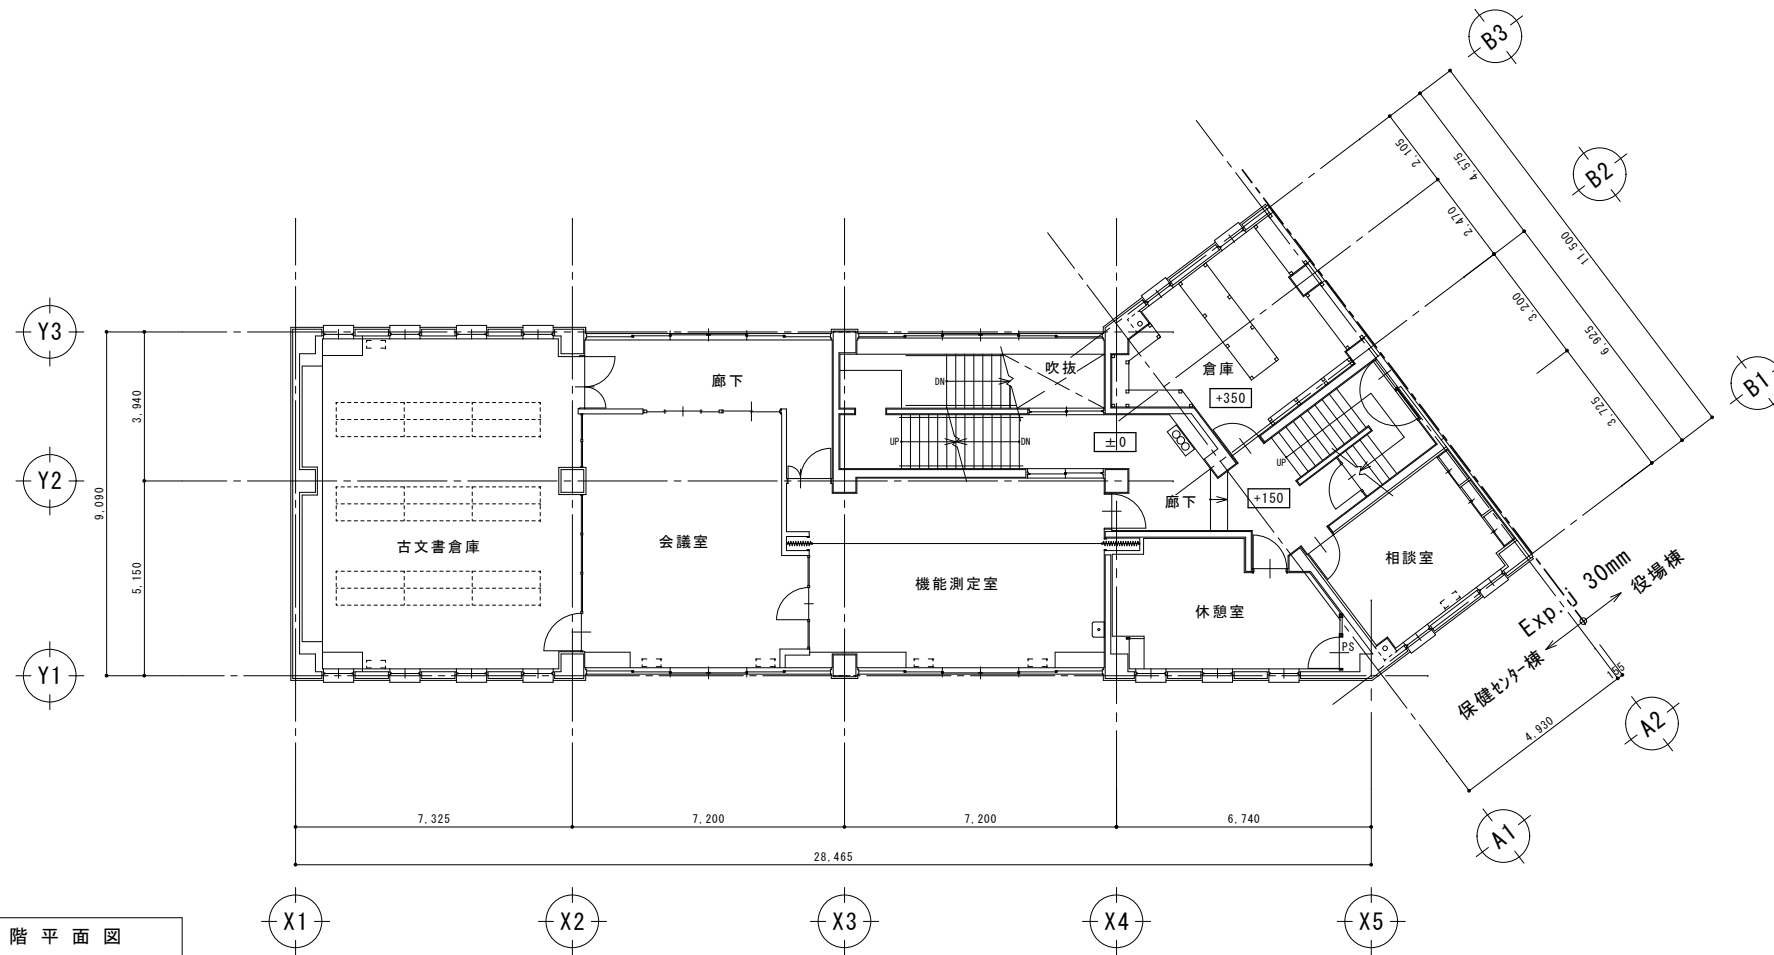 B3
B2
B1
2,105
4,575
2,470
11,500
3,200
6,925
3,725
Y3
Y2
Y1
3,940
9,090
5,150
廊下
吹抜
倉庫
+350
DN
UP
DN
±0
UP
廊下
+150
古文書倉庫
会議室
機能測定室
休憩室
相談室
PS
Exp.j 30mm
役場棟
保健センター棟
155
4,930
A2
A1
7,325
7,200
7,200
6,740
28,465
X1
X2
X3
X4
X5
階平面図